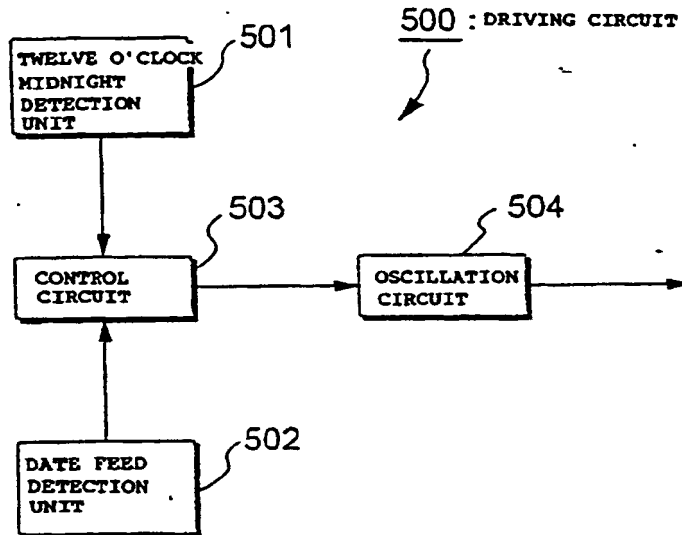 501
500 : DRIVING CIRCUIT
TWELVE O'CLOCK
MIDNIGHT
DETECTION
UNIT
503
504
CONTROL
CIRCUIT
OSCILLATION
CIRCUIT
502
DATE FEED
DETECTION
UNIT